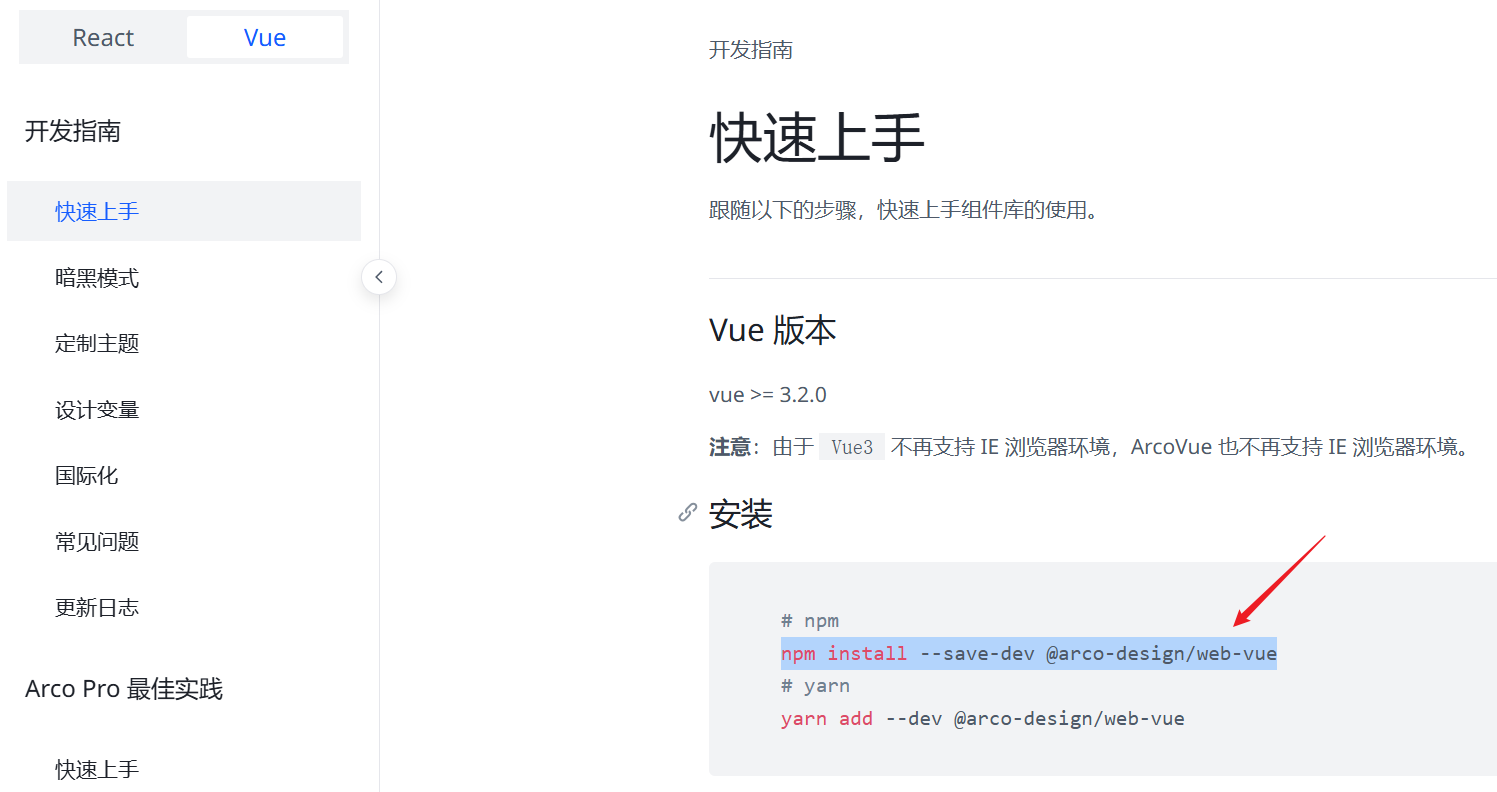 React
Vue
开发指南
快速上手
暗黑模式
定制主题
设计变量
国际化
常见问题
更新日志
Arco Pro 最佳实践
快速上手
开发指南
快速上手
跟随以下的步骤，快速上手组件库的使用。
Vue 版本
vue >= 3.2.0
注意：由于 Vue3 不再支持 IE 浏览器环境，ArcoVue 也不再支持 IE 浏览器环境。
安装
# npm
npm install --save-dev @arco-design/web-vue
# yarn
yarn add --dev @arco-design/web-vue